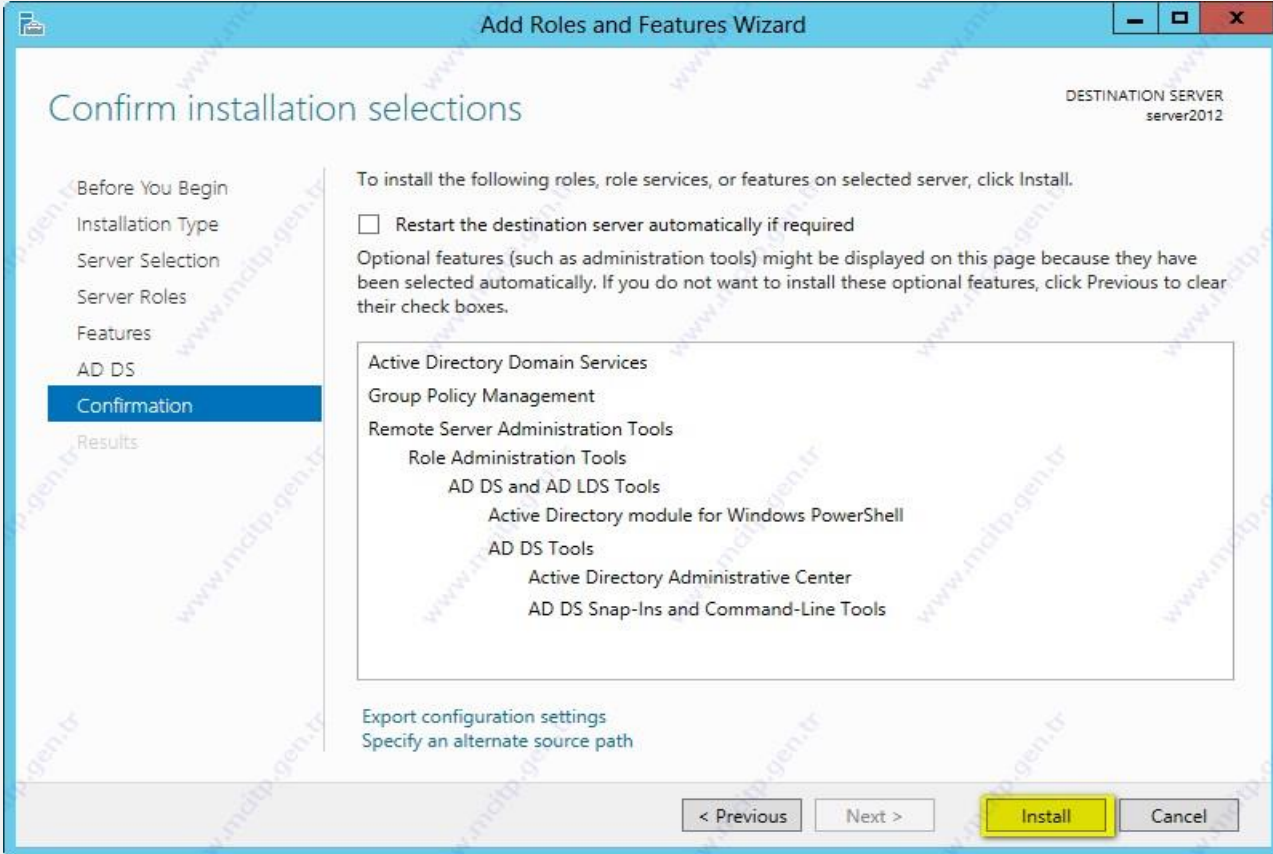 Add Roles and Features Wizard
Confirm installation selections
DESTINATION SERVER
server2012
Before You Begin
Installation Type
Server Selection
Server Roles
Features
AD DS
Confirmation
Results
To install the following roles, role services, or features on selected server, click Install.
Restart the destination server automatically if required
Optional features (such as administration tools) might be displayed on this page because they have
been selected automatically. If you do not want to install these optional features, click Previous to clear
their check boxes.
Active Directory Domain Services
Group Policy Management
Remote Server Administration Tools
Role Administration Tools
AD DS and AD LDS Tools
Active Directory module for Windows PowerShell
AD DS Tools
Active Directory Administrative Center
AD DS Snap-Ins and Command-Line Tools
Export configuration settings
Specify an alternate source path
< Previous
Next >
Install
Cancel
www.mcitp.gen.tr